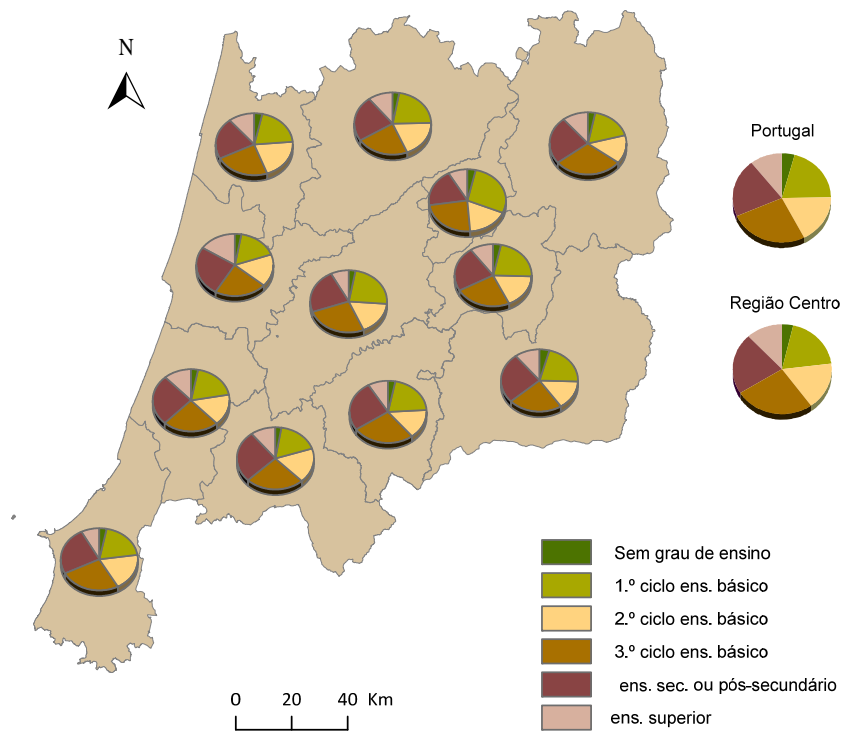 N
Portugal
Região Centro
Sem grau de ensino
1.º ciclo ens. básico
2.º ciclo ens. básico
3.º ciclo ens. básico
ens. sec. ou pós-secundário
ens. superior
0 20 40 Km